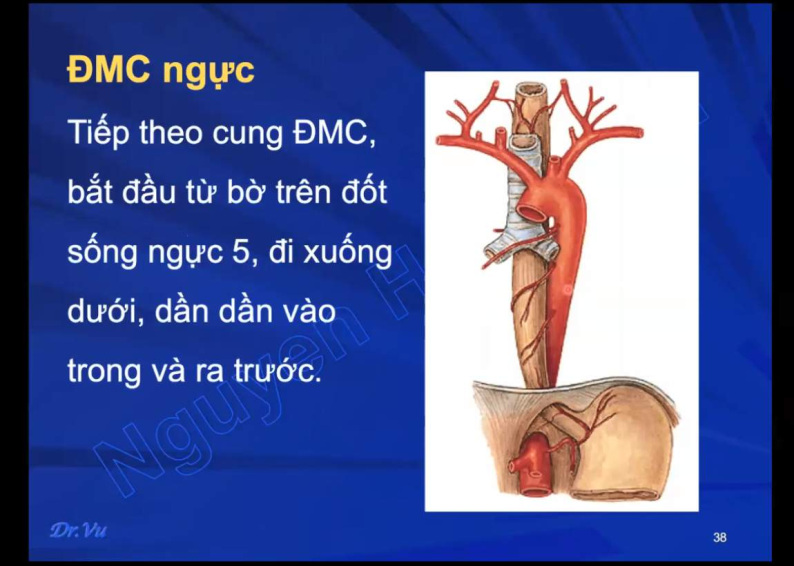 ĐMC ngực
Tiếp theo cung ĐMC,
bắt đầu từ bờ trên đốt
sống ngực 5, đi xuống
dưới, dần dần vào
trong và ra trước.
Nguyen H
Dr.Vu
38